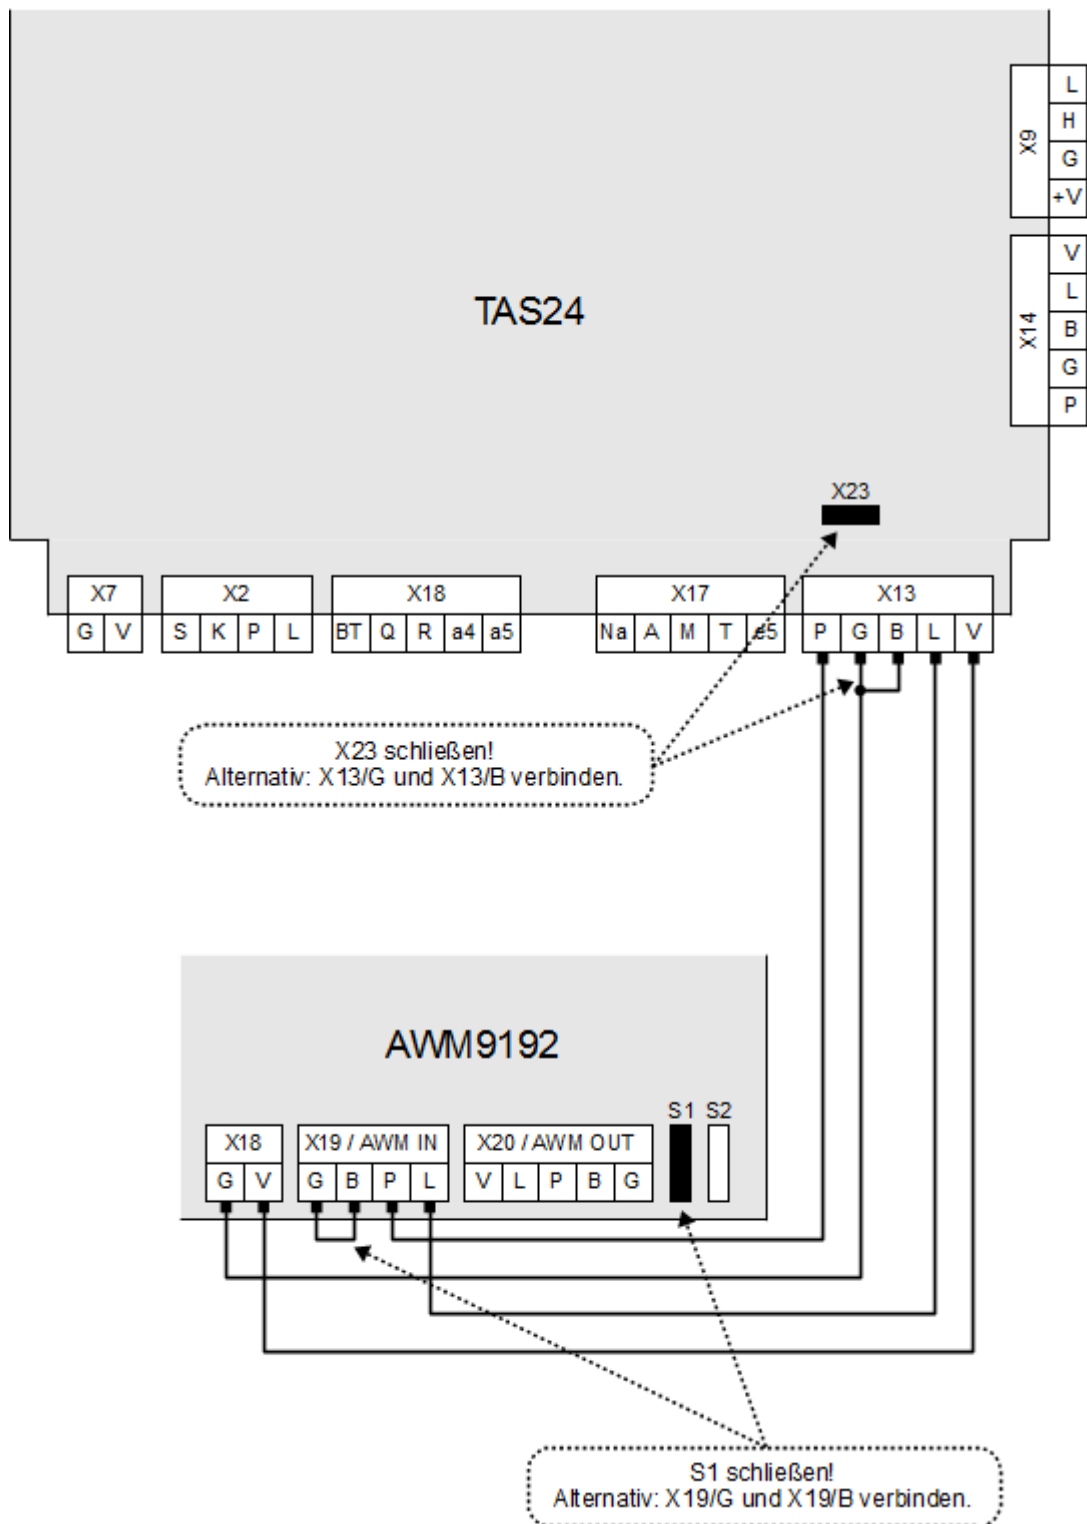 TAS24
X9
L
H
G
+V
X14
V
L
B
G
P
X23
X7
G V
X2
S K P L
X18
BT Q R a4 a5
X17
Na A M T e5
X13
P G B L V
X23 schließen!
Alternativ: X13/G und X13/B verbinden.
AWM9192
S1 S2
X18
G V
X19 / AWM IN
G B P L
X20 / AWM OUT
V L P B G
S1 schließen!
Alternativ: X19/G und X19/B verbinden.